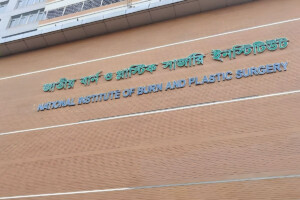 জাতীয় বার্ন ও প্লাস্টিক সার্জারি ইনস্টিটিউট
NATIONAL INSTITUTE OF BURN AND PLASTIC SURGERY